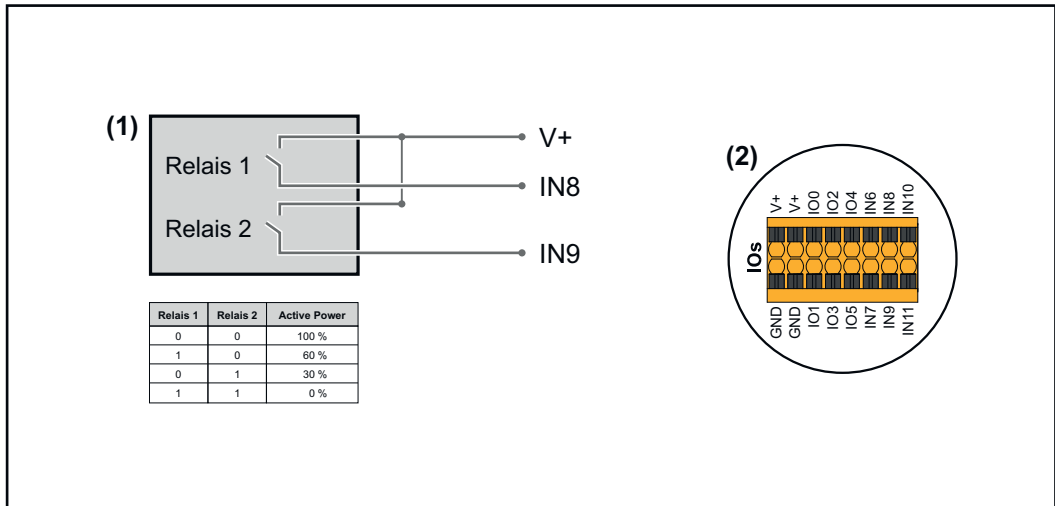 (1)
Relais 1
Relais 2
V+
IN8
IN9
Relais 1 Relais 2 Active Power
0 0 100 %
1 0 60 %
0 1 30 %
1 1 0 %
(2)
V+ V+ IO0 IO2 IO4 IN6 IN8 IN10
IOs
GND GND IO1 IO3 IO5 IN7 IN9 IN11